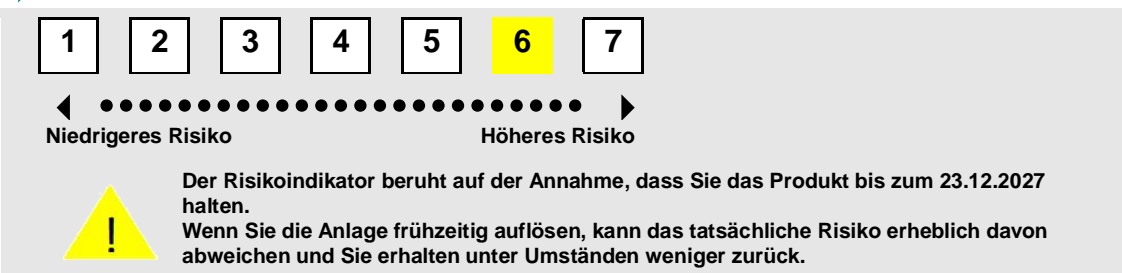 1 2 3 4 5 6 7
Niedrigeres Risiko Höheres Risiko
Der Risikoindikator beruht auf der Annahme, dass Sie das Produkt bis zum 23.12.2027
halten.
Wenn Sie die Anlage frühzeitig auflösen, kann das tatsächliche Risiko erheblich davon
abweichen und Sie erhalten unter Umständen weniger zurück.
!